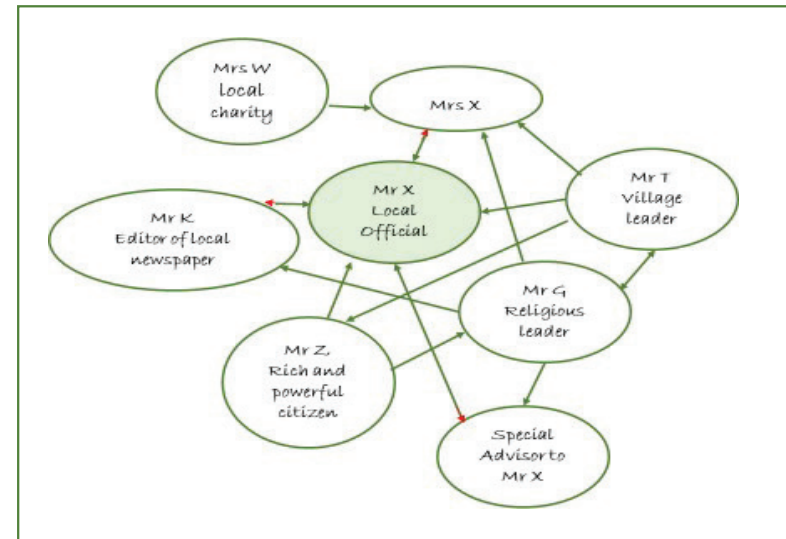 Mrs W
local
charity
Mrs X
Mr T
Village
leader
Mr X
Local
Official
Mr K
Editor of local
newspaper
Mr G
Religious
leader
Mr Z,
Rich and
powerful
citizen
Special
Advisor to
Mr X